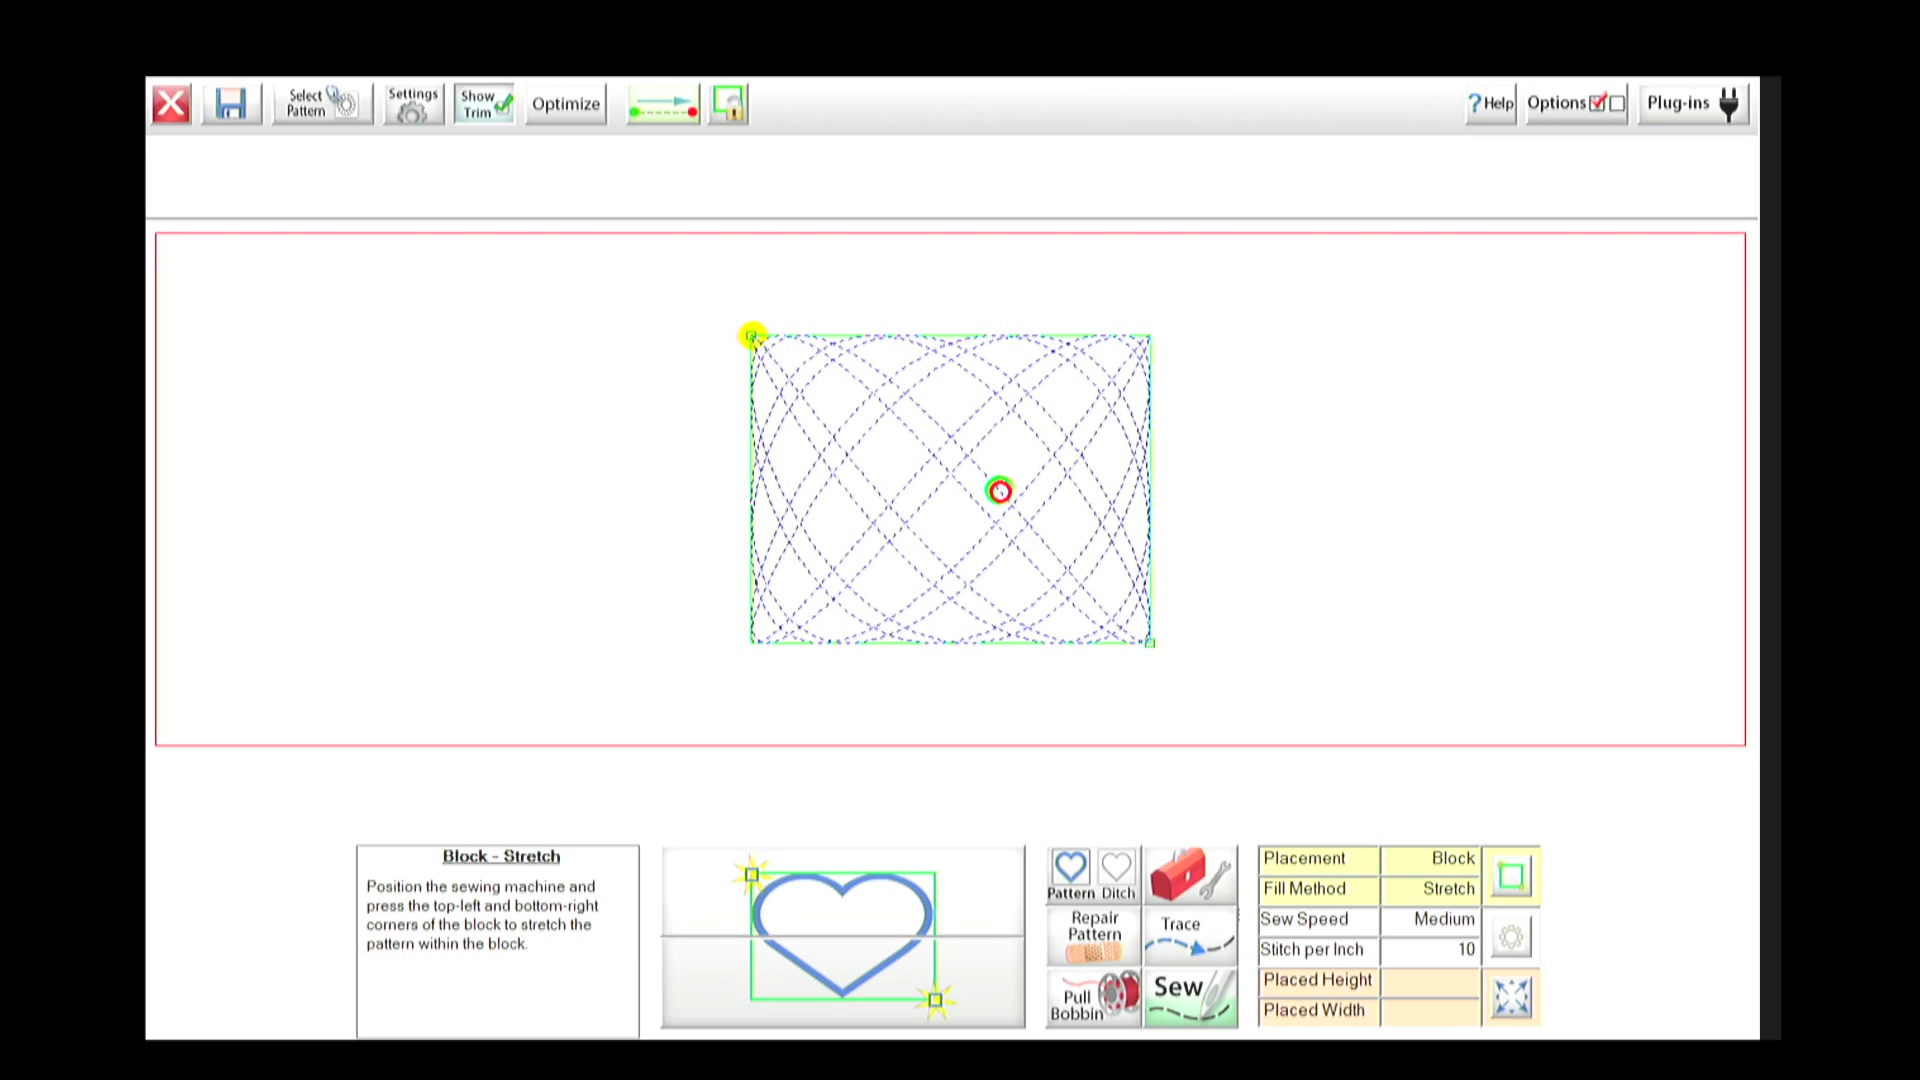 Select
Pattern
Settings
Show
Trim
Optimize
? Help
Options
Plug-ins
Block - Stretch
Position the sewing machine and
press the top-left and bottom-right
corners of the block to stretch the
pattern within the block.
Pattern Ditch
Repair
Pattern
Trace
Pull
Bobbin
Sew
Placement Block
Fill Method Stretch
Sew Speed Medium
Stitch per Inch 10
Placed Height
Placed Width